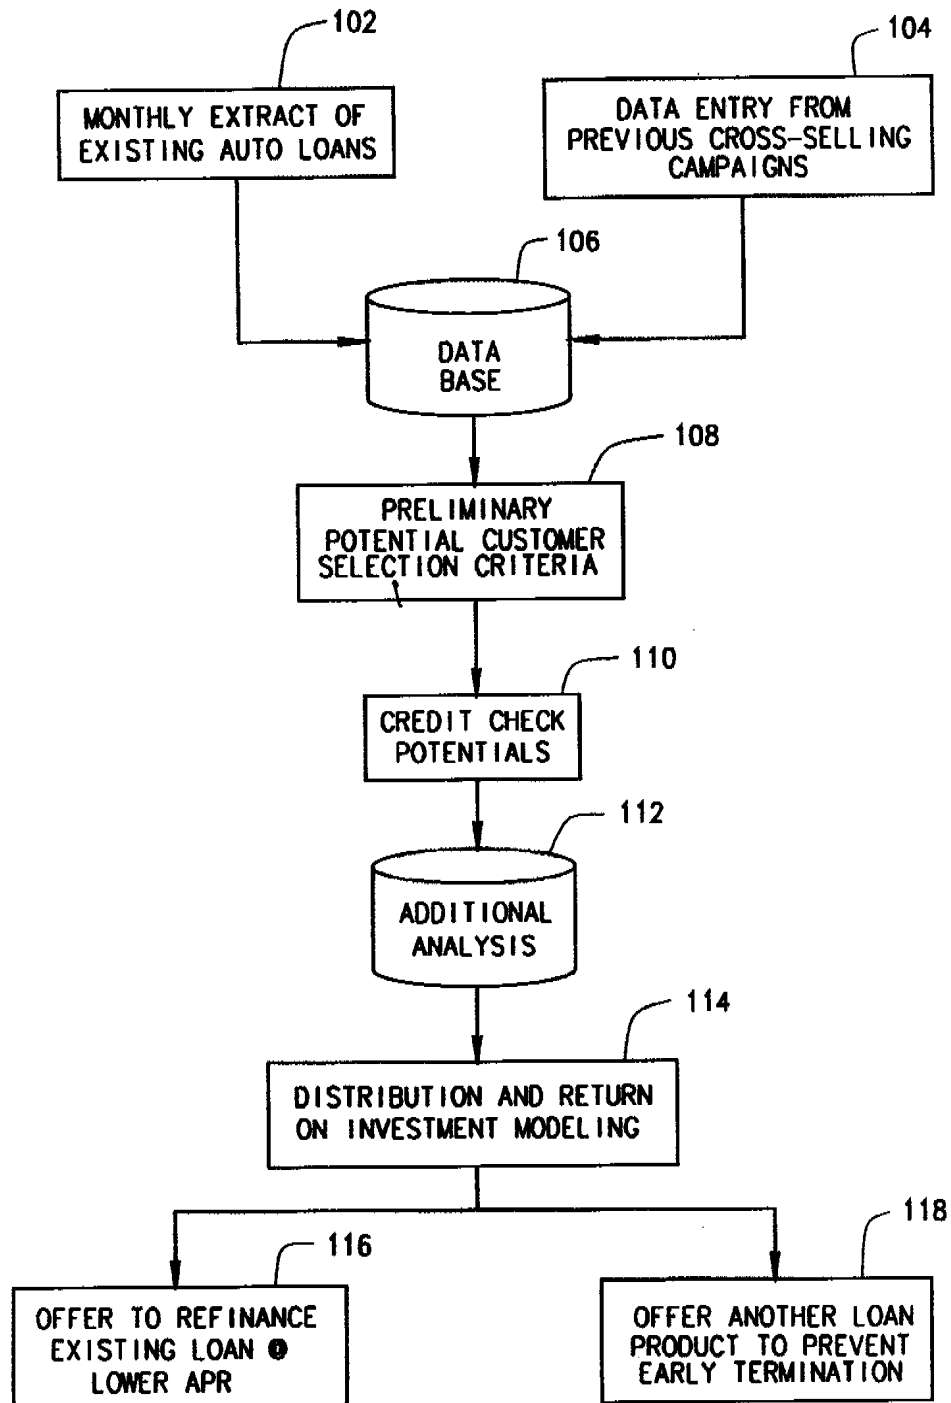 102
104
MONTHLY EXTRACT OF
EXISTING AUTO LOANS
DATA ENTRY FROM
PREVIOUS CROSS-SELLING
CAMPAIGNS
106
DATA
BASE
108
PRELIMINARY
POTENTIAL CUSTOMER
SELECTION CRITERIA
110
CREDIT CHECK
POTENTIALS
112
ADDITIONAL
ANALYSIS
114
DISTRIBUTION AND RETURN
ON INVESTMENT MODELING
116
118
OFFER TO REFINANCE
EXISTING LOAN @
LOWER APR
OFFER ANOTHER LOAN
PRODUCT TO PREVENT
EARLY TERMINATION